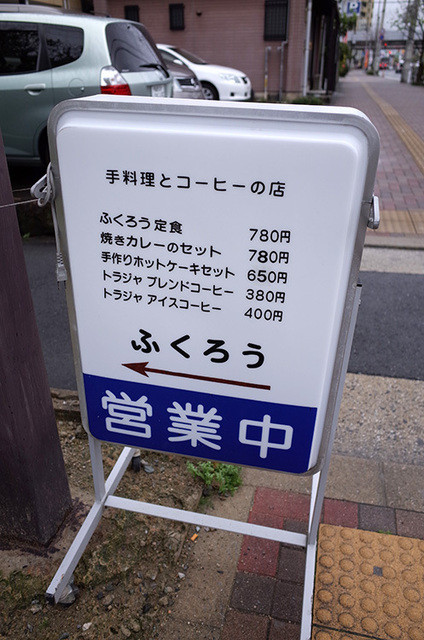 手料理とコーヒーの店
ふくろう定食 780円
焼きカレーのセット 780円
手作りホットケーキセット 650円
トラジャ ブレンドコーヒー 380円
トラジャ アイスコーヒー 400円
ふくろう
営業中